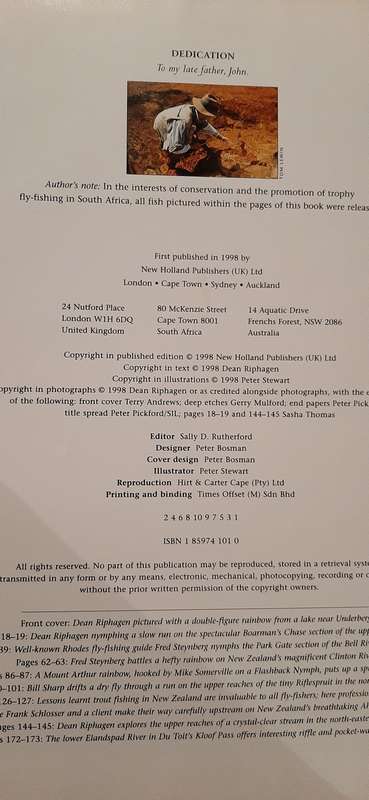 DEDICATION
To my late father, John.
TOM LEWIN
Author's note: In the interests of conservation and the promotion of trophy
fly-fishing in South Africa, all fish pictured within the pages of this book were releas
First published in 1998 by
New Holland Publishers (UK) Ltd
London • Cape Town • Sydney • Auckland
24 Nutford Place
London W1H 6DQ
United Kingdom
80 McKenzie Street
Cape Town 8001
South Africa
14 Aquatic Drive
Frenchs Forest, NSW 2086
Australia
Copyright in published edition © 1998 New Holland Publishers (UK) Ltd
Copyright in text © 1998 Dean Riphagen
Copyright in illustrations © 1998 Peter Stewart
opyright in photographs © 1998 Dean Riphagen or as credited alongside photographs, with the e
of the following: front cover Terry Andrews; deep etches Gerry Mulford; end papers Peter Pick
title spread Peter Pickford/SIL; pages 18–19 and 144–145 Sasha Thomas
Editor Sally D. Rutherford
Designer Peter Bosman
Cover design Peter Bosman
Illustrator Peter Stewart
Reproduction Hirt & Carter Cape (Pty) Ltd
Printing and binding Times Offset (M) Sdn Bhd
2 4 6 8 10 9 7 5 3 1
ISBN 1 85974 101 0
All rights reserved. No part of this publication may be reproduced, stored in a retrieval syste
transmitted in any form or by any means, electronic, mechanical, photocopying, recording or o
without the prior written permission of the copyright owners.
Front cover: Dean Riphagen pictured with a double-figure rainbow from a lake near Underberg
18–19: Dean Riphagen nymphing a slow run on the spectacular Boarman's Chase section of the upp
39: Well-known Rhodes fly-fishing guide Fred Steynberg nymphs the Park Gate section of the Bell Riv
Pages 62–63: Fred Steynberg battles a hefty rainbow on New Zealand's magnificent Clinton Riv
s 86–87: A Mount Arthur rainbow, hooked by Mike Somerville on a Flashback Nymph, puts up a sp
0–101: Bill Sharp drifts a dry fly through a run on the upper reaches of the tiny Riflespruit in the nor
126–127: Lessons learnt trout fishing in New Zealand are invaluable to all fly-fishers; here professio
e Frank Schlosser and a client make their way carefully upstream on New Zealand's breathtaking Ah
ages 144–145: Dean Riphagen explores the upper reaches of a crystal-clear stream in the north-easte
s 172–173: The lower Elandspad River in Du Toit's Kloof Pass offers interesting riffle and pocket-wa